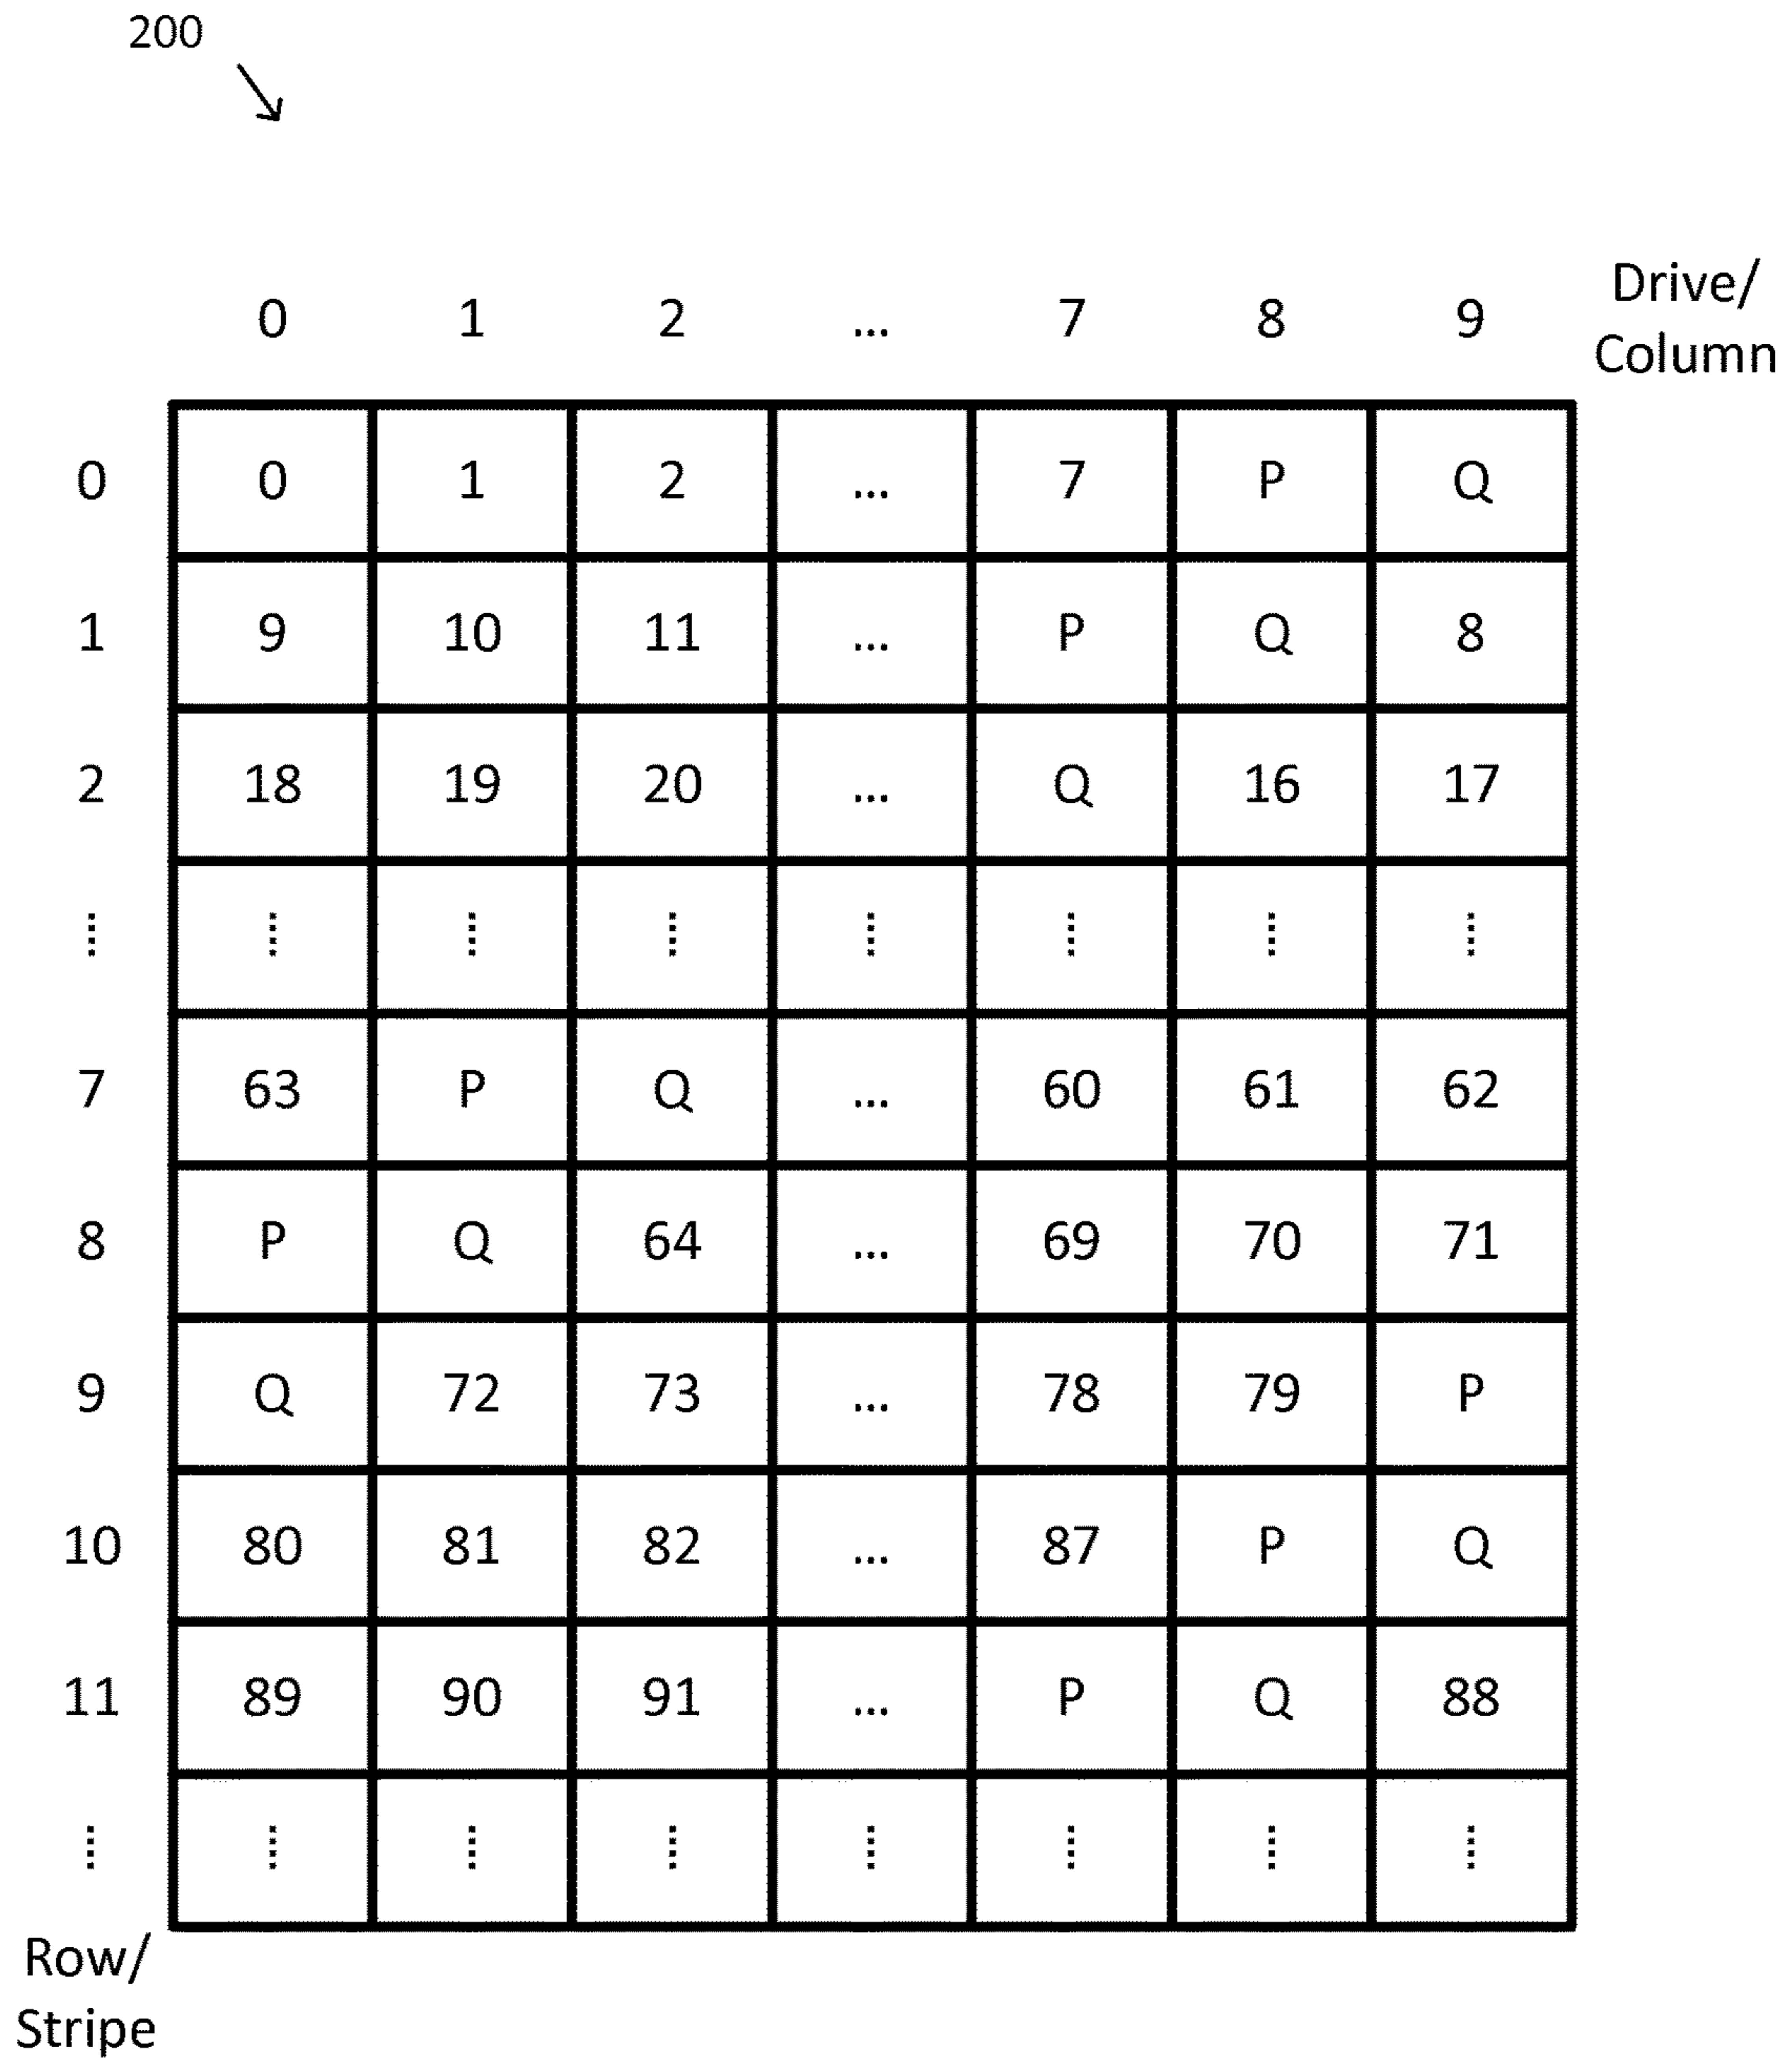 200
0 1 2 ... 7 8 9 Drive/
Column
0 0 1 2 ... 7 P Q
1 9 10 11 ... P Q 8
2 18 19 20 ... Q 16 17
⁞ ⁞ ⁞ ⁞ ⁞ ⁞ ⁞ ⁞
7 63 P Q ... 60 61 62
8 P Q 64 ... 69 70 71
9 Q 72 73 ... 78 79 P
10 80 81 82 ... 87 P Q
11 89 90 91 ... P Q 88
⁞ ⁞ ⁞ ⁞ ⁞ ⁞ ⁞ ⁞
Row/
Stripe